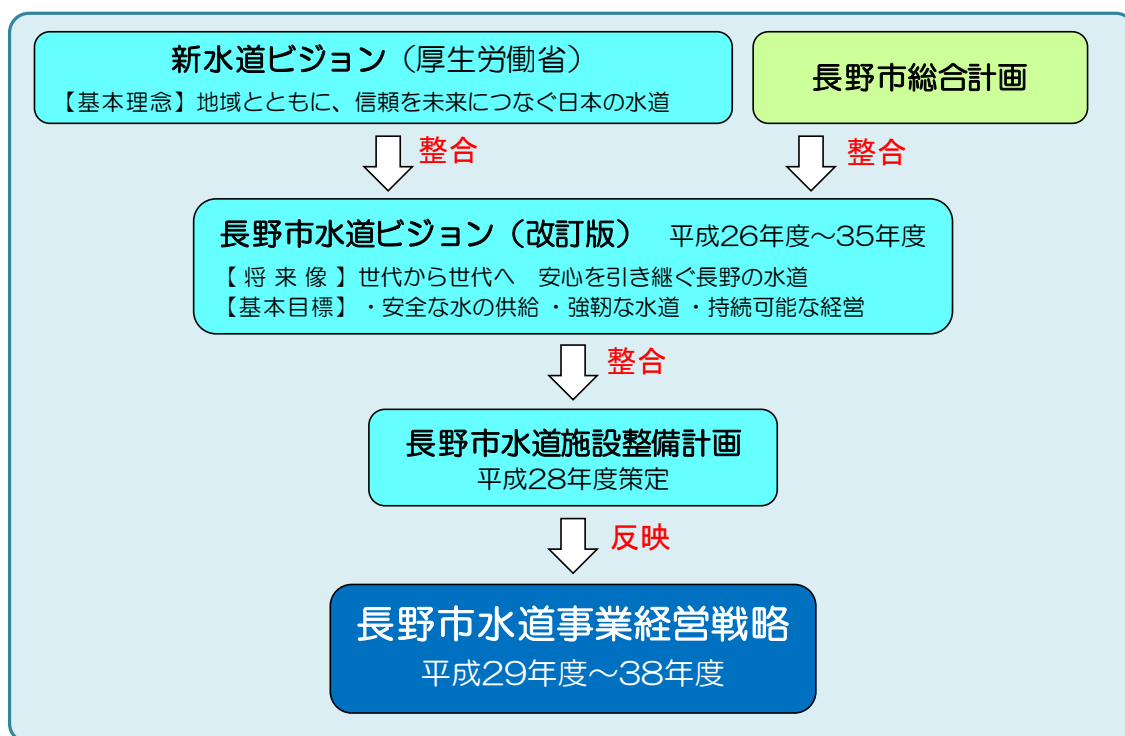 新水道ビジョン（厚生労働省）
【基本理念】地域とともに、信頼を未来につなぐ日本の水道
長野市総合計画
整合
整合
長野市水道ビジョン（改訂版）　平成26年度～35年度
【 将 来 像 】世代から世代へ　安心を引き継ぐ長野の水道
【基本目標】・安全な水の供給 ・強靭な水道 ・持続可能な経営
整合
長野市水道施設整備計画
平成28年度策定
反映
長野市水道事業経営戦略
平成29年度～38年度